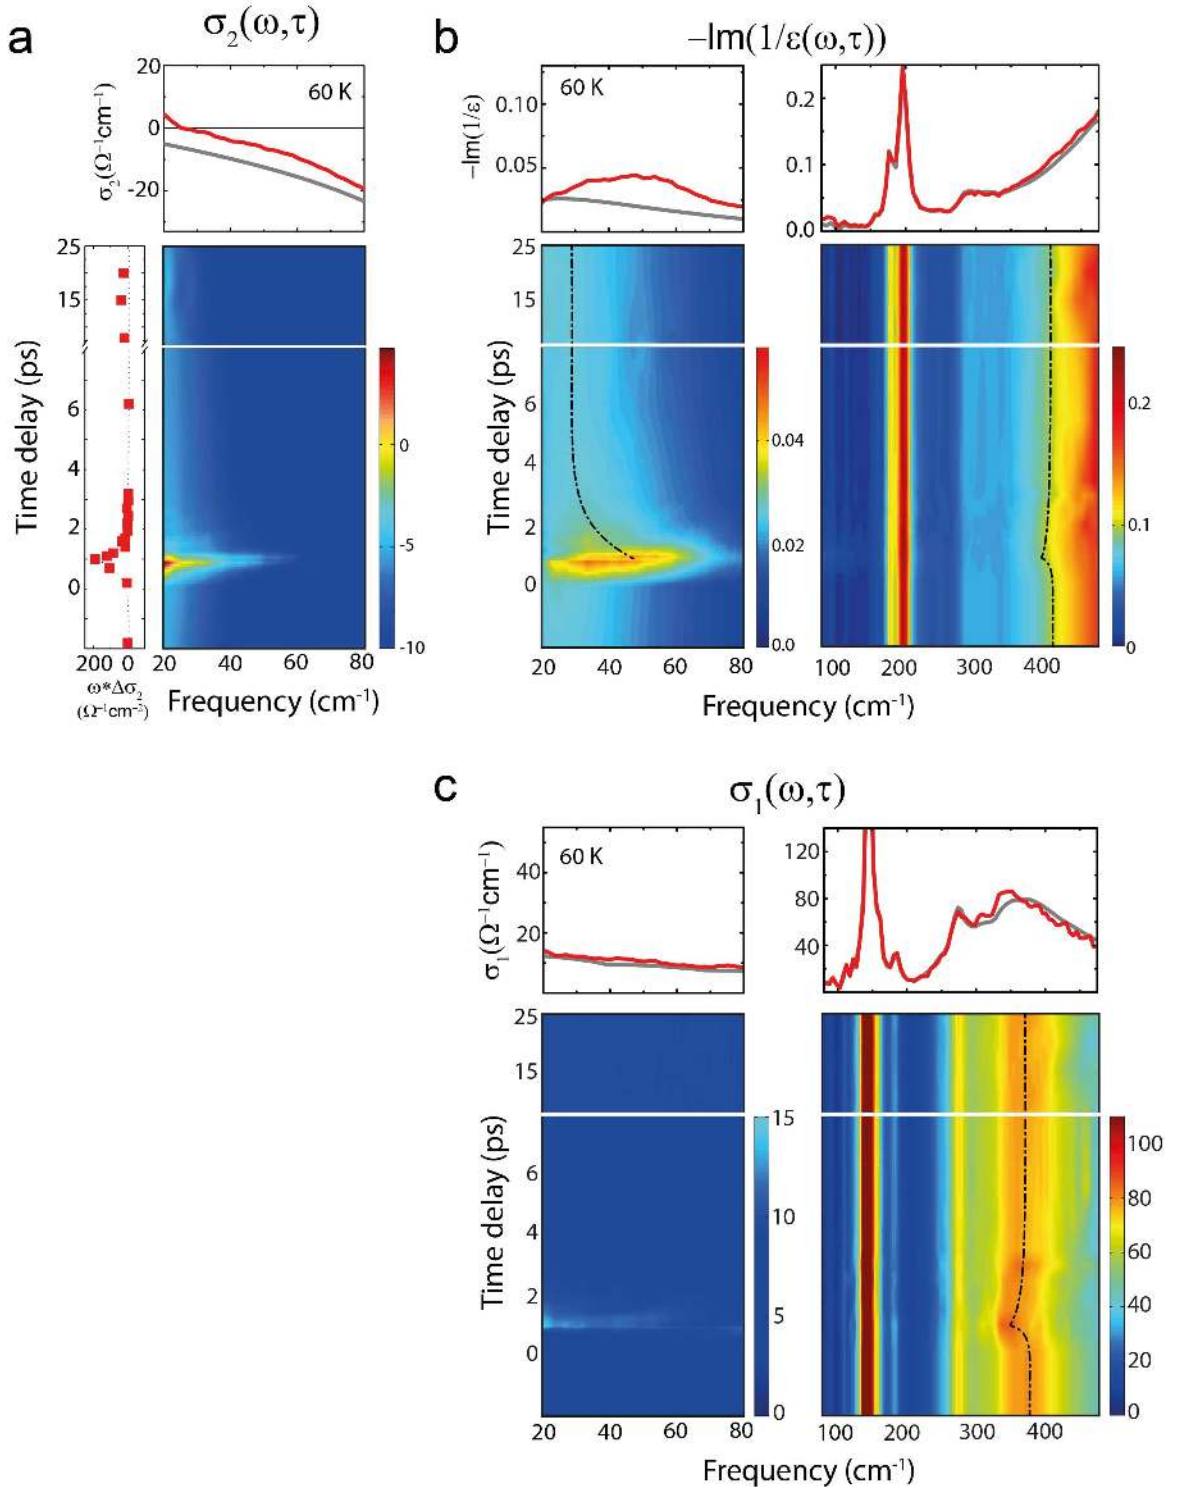 a
σ₂(ω,τ)
20
0
-20
σ₂(Ω⁻¹cm⁻¹)
60 K
25
15
6
4
2
0
Time delay (ps)
200 0
ω*Δσ₂
(Ω⁻¹cm⁻²)
20 40 60 80
Frequency (cm⁻¹)
0
-5
-10
b
−Im(1/ε(ω,τ))
0.10
0.05
−Im(1/ε)
60 K
0.2
0.1
0.0
25
15
6
4
2
0
Time delay (ps)
20 40 60 80
0.04
0.02
0.0
100 200 300 400
0.2
0.1
0
Frequency (cm⁻¹)
c
σ₁(ω,τ)
40
20
σ₁(Ω⁻¹cm⁻¹)
60 K
120
80
40
25
15
6
4
2
0
Time delay (ps)
20 40 60 80
15
10
5
0
100 200 300 400
100
80
60
40
20
0
Frequency (cm⁻¹)